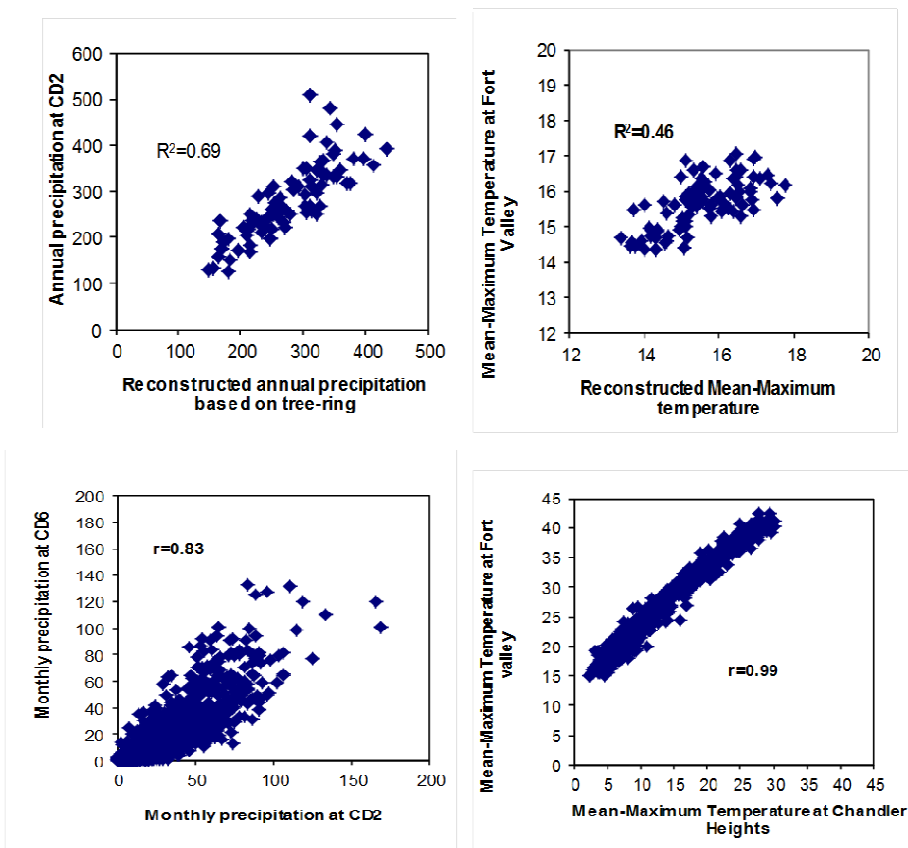 600
500
400
300
200
100
0
Annual precipitation at CD2
R²=0.69
0 100 200 300 400 500
Reconstructed annual precipitation
based on tree-ring
20
19
18
17
16
15
14
13
12
Mean-Maximum Temperature at Fort
Valley
R²=0.46
12 14 16 18 20
Reconstructed Mean-Maximum
temperature
200
180
160
140
120
100
80
60
40
20
0
Monthly precipitation at CD6
r=0.83
0 50 100 150 200
Monthly precipitation at CD2
45
40
35
30
25
20
15
10
5
0
Mean-Maximum Temperature at Fort
valley
r=0.99
0 5 10 15 20 25 30 35 40 45
Mean-Maximum Temperature at Chandler
Heights